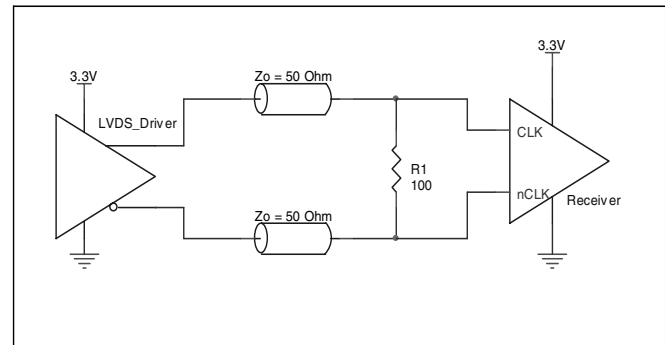 3.3V
3.3V
Zo = 50 Ohm
LVDS_Driver
CLK
R1
100
nCLK
Receiver
Zo = 50 Ohm